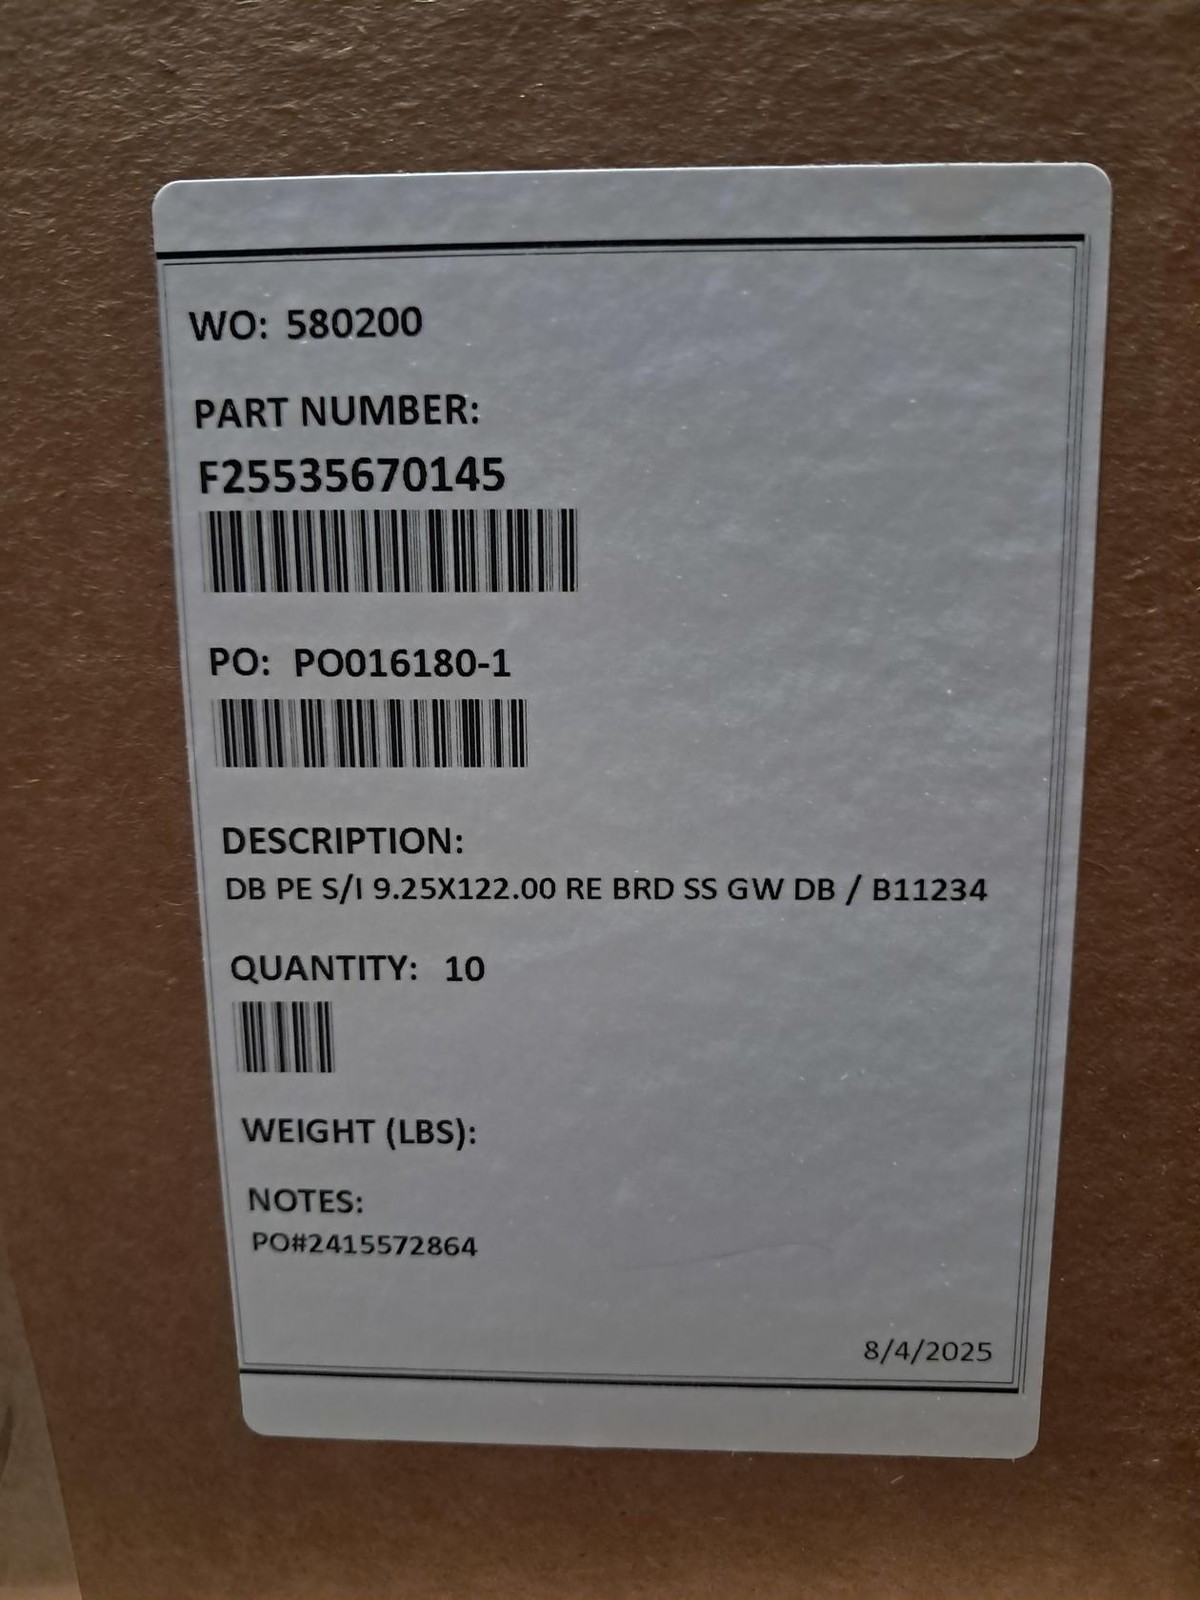 WO: 580200
PART NUMBER:
F25535670145
PO: PO016180-1
DESCRIPTION:
DB PE S/I 9.25X122.00 RE BRD SS GW DB / B11234
QUANTITY: 10
WEIGHT (LBS):
NOTES:
PO#2415572864
8/4/2025